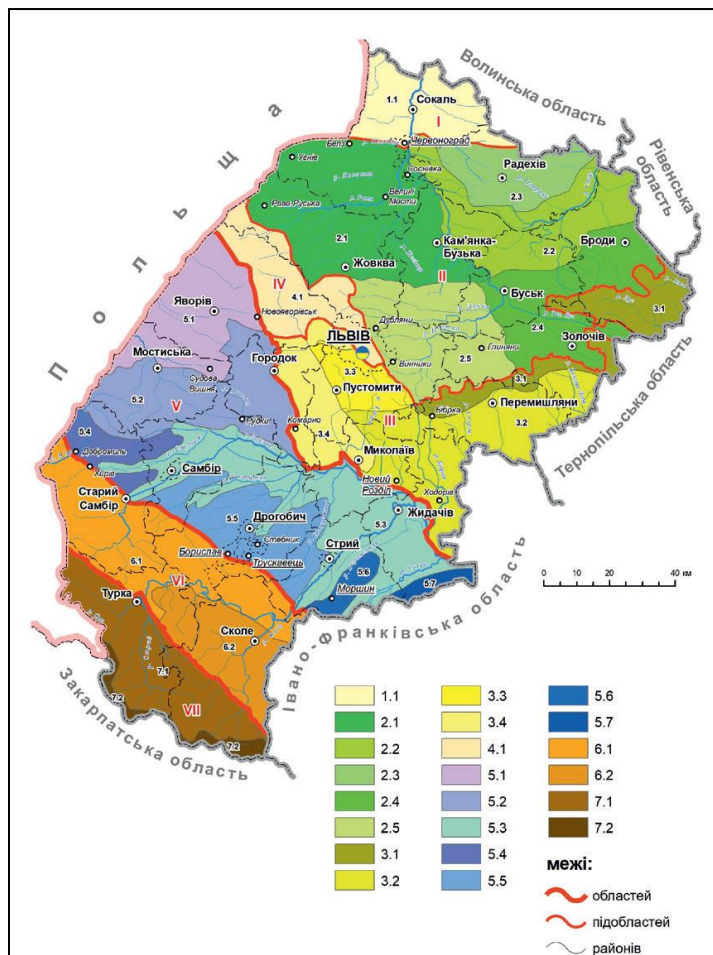 Польща
Волинська область
Рівенська
область
1.1
Сокаль
I
Белз
Червоноград
Угнів
Соснівка
Радехів
2.3
Рава-Руська
Великі
Мости
2.1
Кам'янка-
Бузька
2.2
Броди
Жовква
II
IV
4.1
Яворів
5.1
Новояворівськ
Буськ
3.1
2.4
Дубляни
ЛЬВІВ
2.5
Глиняни
Золочів
Мостиська
Городок
3.3
Винники
Судова
Вишня
Пустомити
3.1
5.2
V
Бібрка
Перемишляни
3.2
Рудки
III
Комарно
3.4
5.4
Добромиль
Хирів
Самбір
Миколаїв
Тернопільська область
Старий
Самбір
Новий
Розділ
Ходорів
5.5
Дрогобич
5.3
Жидачів
Стебник
Борислав
Трускавець
Стрий
6.1
5.6
5.7
Моршин
VI
Турка
Сколе
6.2
р. Стрий
7.1
7.2
VII
7.2
Закарпатська область
Івано-Франківська область
0 20 40 км
1.1
2.1
2.2
2.3
2.4
2.5
3.1
3.2
3.3
3.4
4.1
5.1
5.2
5.3
5.4
5.5
5.6
5.7
6.1
6.2
7.1
7.2
межі:
областей
підобластей
районів